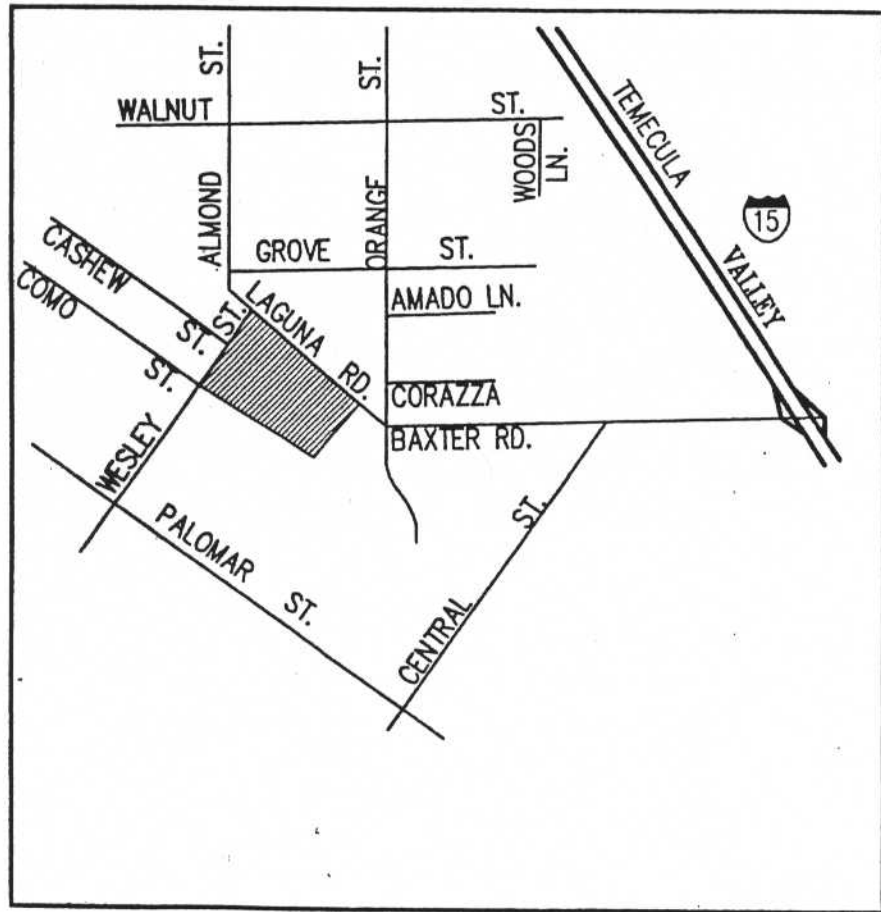 ST.
ST.
WALNUT
ST.
WOODS
LN.
TEMECULA
VALLEY
15
ALMOND
ORANGE
GROVE
ST.
CASHEW
ST.
COMO
ST.
ST.
LAGUNA
RD.
AMADO LN.
CORAZZA
BAXTER RD.
WESLEY
PALOMAR
ST.
CENTRAL
ST.